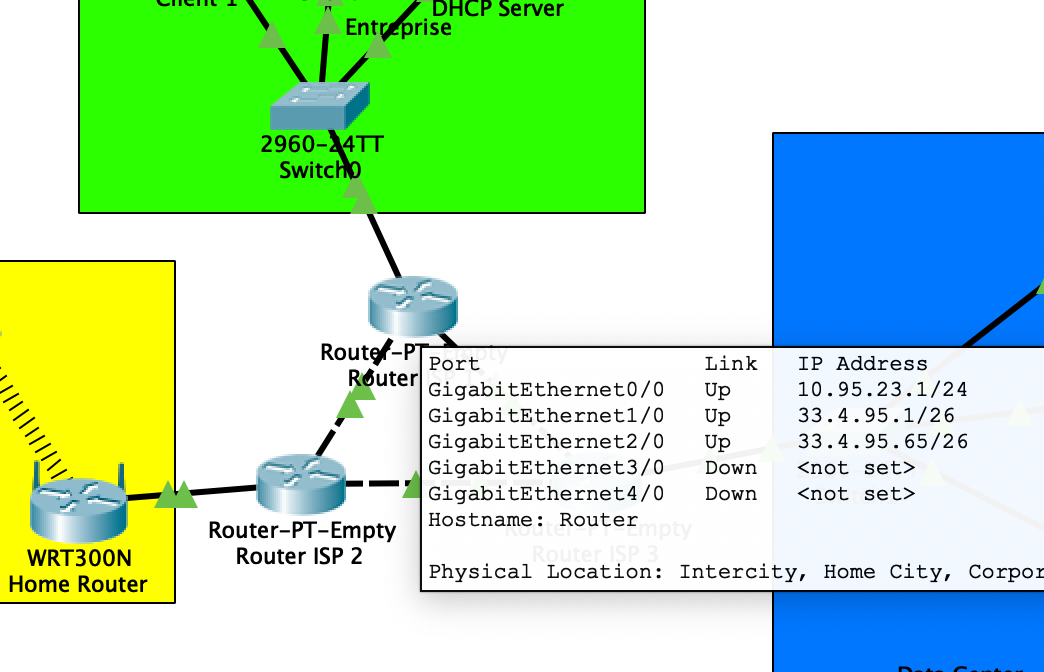 Client 1
DHCP Server
Entreprise
2960-24TT
Switch0
Router-PT-Empty
Router
Port Link IP Address
GigabitEthernet0/0 Up 10.95.23.1/24
GigabitEthernet1/0 Up 33.4.95.1/26
GigabitEthernet2/0 Up 33.4.95.65/26
GigabitEthernet3/0 Down <not set>
GigabitEthernet4/0 Down <not set>
Hostname: Router
Physical Location: Intercity, Home City, Corpor
Router-PT-Empty
Router ISP 3
Router-PT-Empty
Router ISP 2
WRT300N
Home Router
Data Center